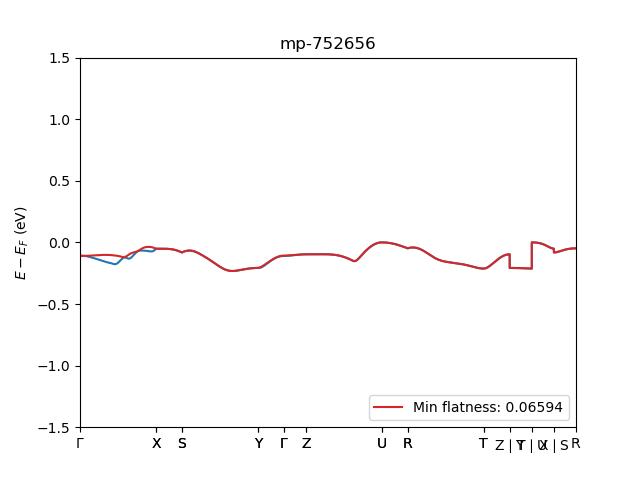 mp-752656
1.5
1.0
0.5
0.0
−0.5
−1.0
−1.5
E − E_F (eV)
Min flatness: 0.06594
Γ X S Y Γ Z U R T Z | Y T | U X | S R